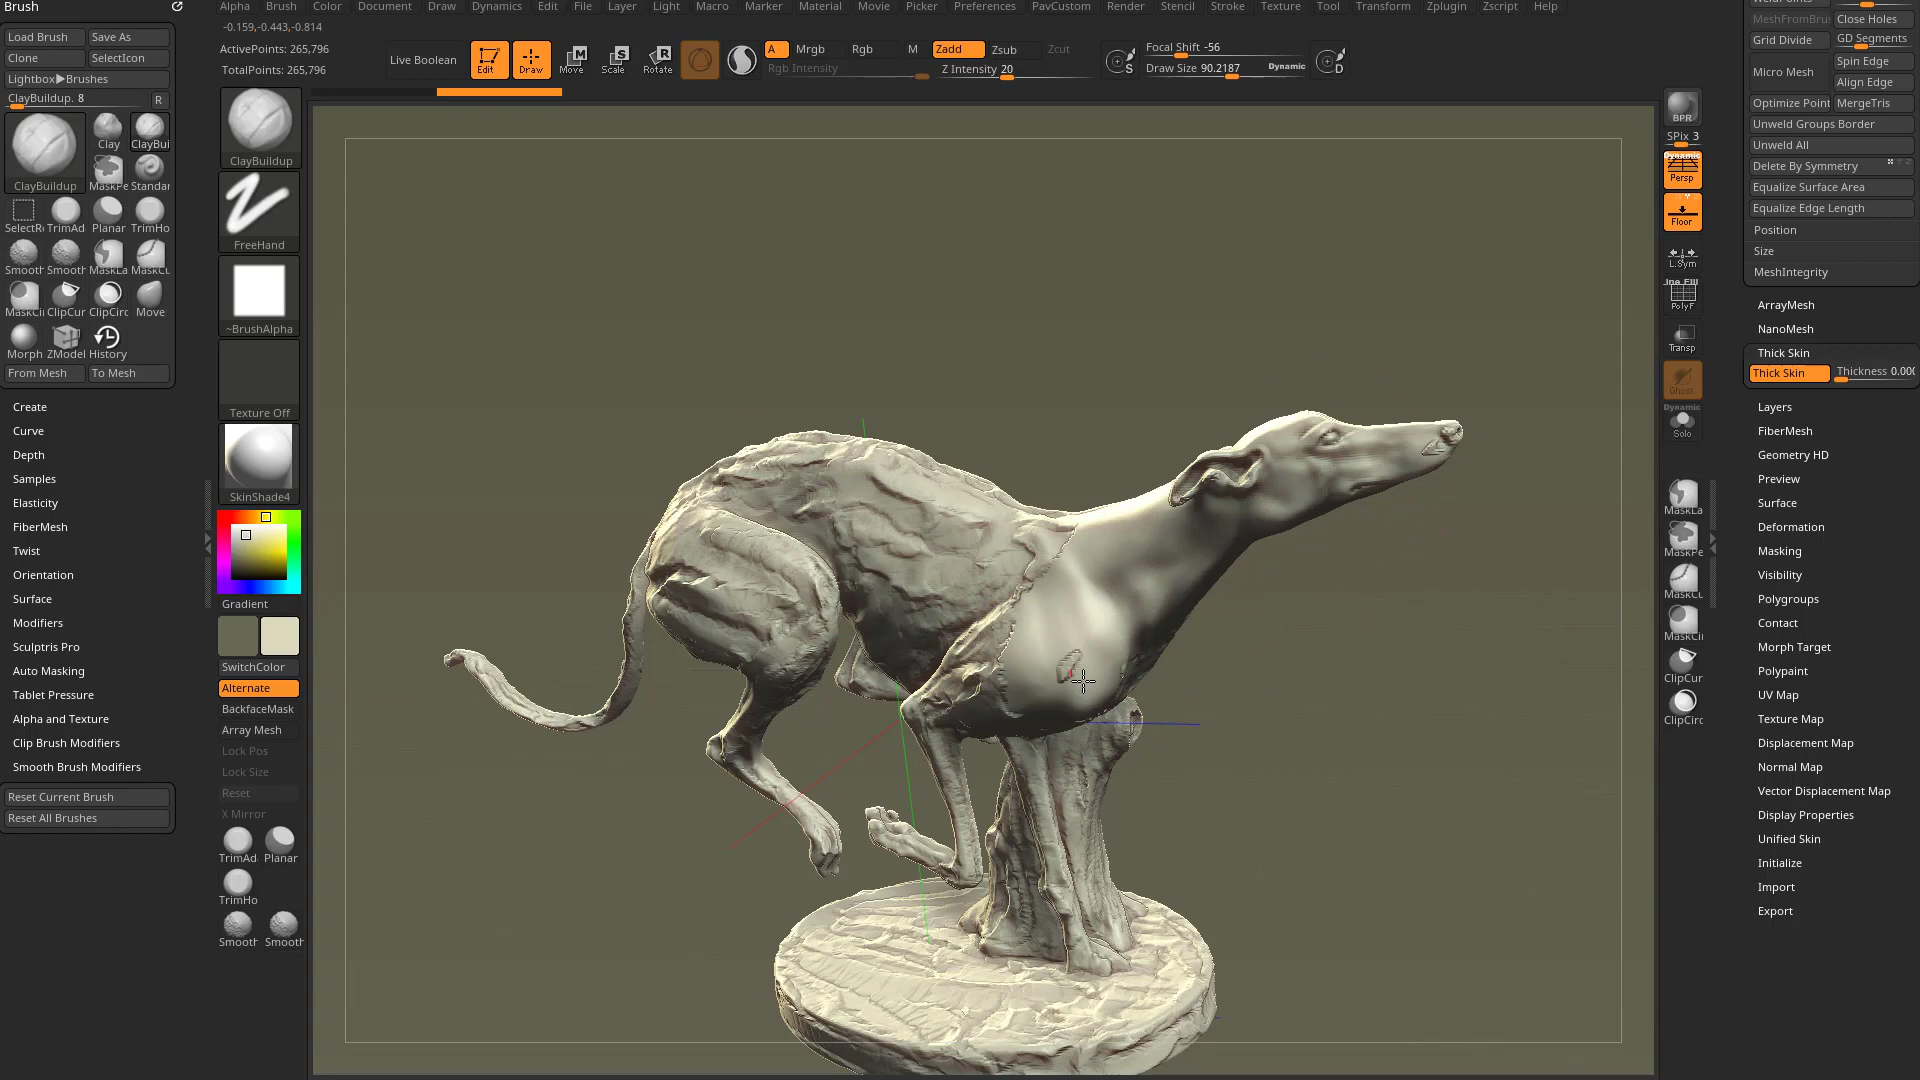 Brush
Alpha Brush Color Document Draw Dynamics Edit File Layer Light Macro Marker Material Movie Picker Preferences PavCustom Render Stencil Stroke Texture Tool Transform Zplugin Zscript Help
-0.159,-0.443,-0.814
ActivePoints: 265,796
TotalPoints: 265,796
Live Boolean
Edit
Draw
Move
Scale
Rotate
A
Mrgb
Rgb
M
Zadd
Zsub
Zcut
Rgb Intensity
Z Intensity 20
S
Focal Shift -56
Draw Size 90.2187
Dynamic
D
Load Brush
Save As
Clone
SelectIcon
Lightbox▶Brushes
ClayBuildup. 8
R
ClayBuildup
Clay
ClayBui
MaskPe
Standar
SelectR
TrimAd
Planar
TrimHo
Smooth
Smooth
MaskLa
MaskCu
MaskCi
ClipCur
ClipCirc
Move
Morph
ZModel
History
From Mesh
To Mesh
Create
Curve
Depth
Samples
Elasticity
FiberMesh
Twist
Orientation
Surface
Modifiers
Sculptris Pro
Auto Masking
Tablet Pressure
Alpha and Texture
Clip Brush Modifiers
Smooth Brush Modifiers
Reset Current Brush
Reset All Brushes
ClayBuildup
FreeHand
~BrushAlpha
Texture Off
SkinShade4
Gradient
SwitchColor
Alternate
BackfaceMask
Array Mesh
Lock Pos
Lock Size
Reset
X Mirror
TrimAd
Planar
TrimHo
Smooth
Smooth
BPR
SPix 3
Dynamic
Persp
Floor
L.Sym
Line Fill
PolyF
Transp
Ghost
Dynamic
Solo
MaskLa
MaskPe
MaskCu
MaskCi
ClipCur
ClipCirc
MeshFromBru
Close Holes
Grid Divide
GD Segments
Micro Mesh
Spin Edge
Align Edge
Optimize Point
MergeTris
Unweld Groups Border
Unweld All
Delete By Symmetry
Equalize Surface Area
Equalize Edge Length
Position
Size
MeshIntegrity
ArrayMesh
NanoMesh
Thick Skin
Thick Skin
Thickness 0.000
Layers
FiberMesh
Geometry HD
Preview
Surface
Deformation
Masking
Visibility
Polygroups
Contact
Morph Target
Polypaint
UV Map
Texture Map
Displacement Map
Normal Map
Vector Displacement Map
Display Properties
Unified Skin
Initialize
Import
Export